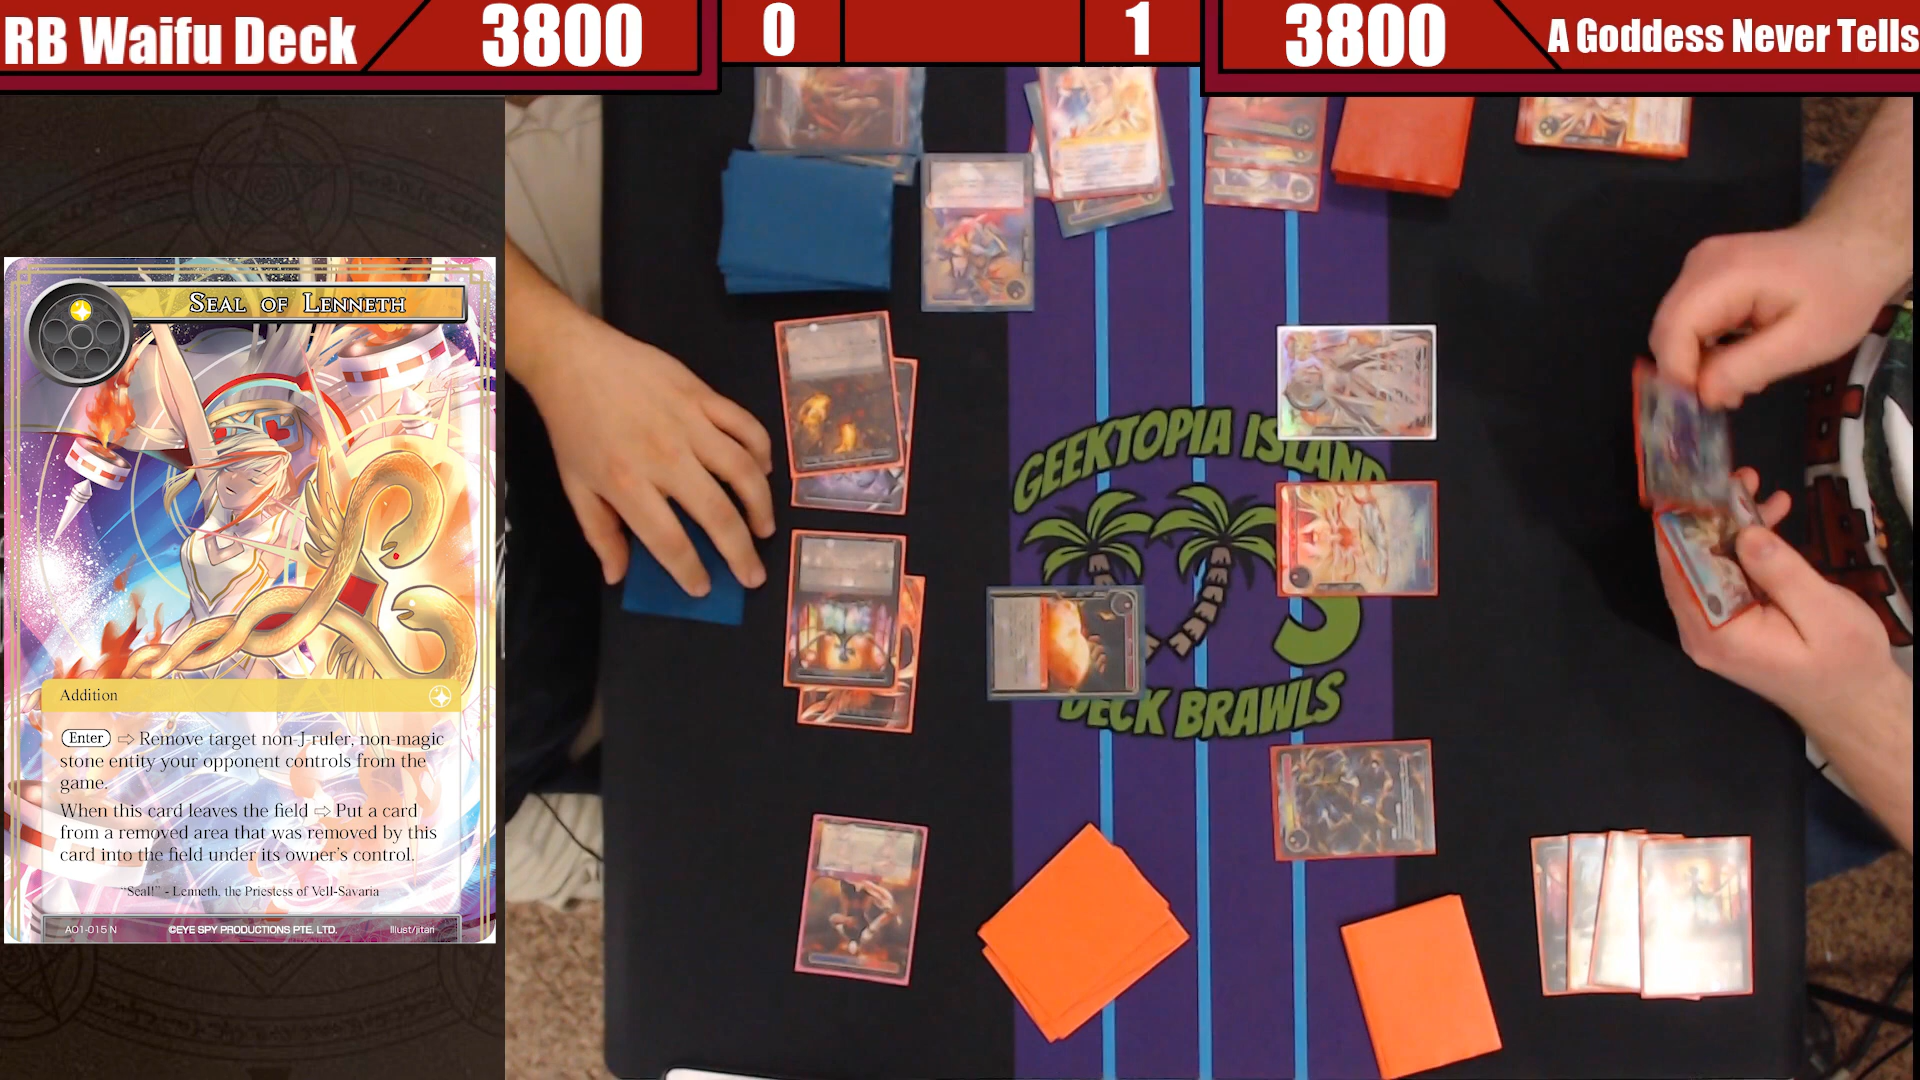 RB Waifu Deck
3800
0
1
3800
A Goddess Never Tells
SEAL OF LENNETH
Addition
Enter ⇨ Remove target non-J-ruler, non-magic
stone entity your opponent controls from the
game.
When this card leaves the field ⇨ Put a card
from a removed area that was removed by this
card into the field under its owner's control.
"Seal!" - Lenneth, the Priestess of Vell-Savaria
AO1-015 N
©EYE SPY PRODUCTIONS PTE. LTD.
Illust/jitari
GEEKTOPIA ISLAND
DECK BRAWLS